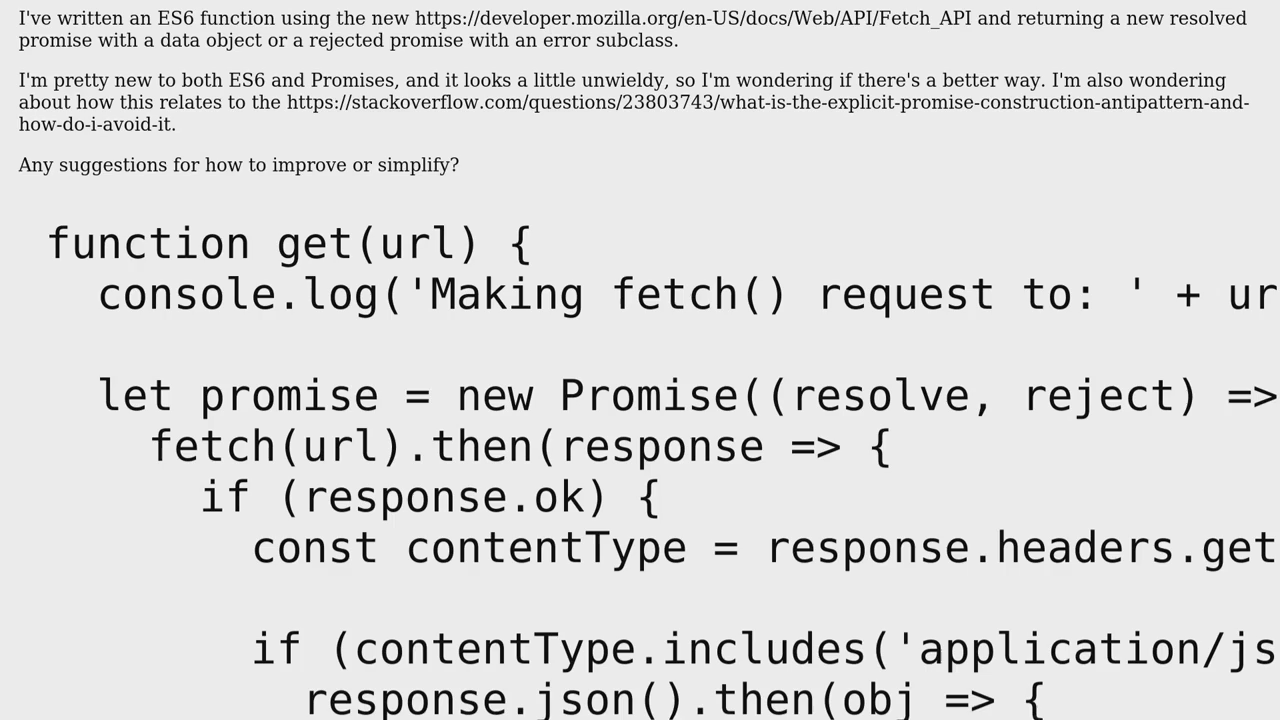 I've written an ES6 function using the new https://developer.mozilla.org/en-US/docs/Web/API/Fetch_API and returning a new resolved
promise with a data object or a rejected promise with an error subclass.
I'm pretty new to both ES6 and Promises, and it looks a little unwieldy, so I'm wondering if there's a better way. I'm also wondering
about how this relates to the https://stackoverflow.com/questions/23803743/what-is-the-explicit-promise-construction-antipattern-and-
how-do-i-avoid-it.
Any suggestions for how to improve or simplify?
function get(url) {
  console.log('Making fetch() request to: ' + ur
  let promise = new Promise((resolve, reject) =>
    fetch(url).then(response => {
      if (response.ok) {
        const contentType = response.headers.get
        if (contentType.includes('application/js
          response.json().then(obj => {